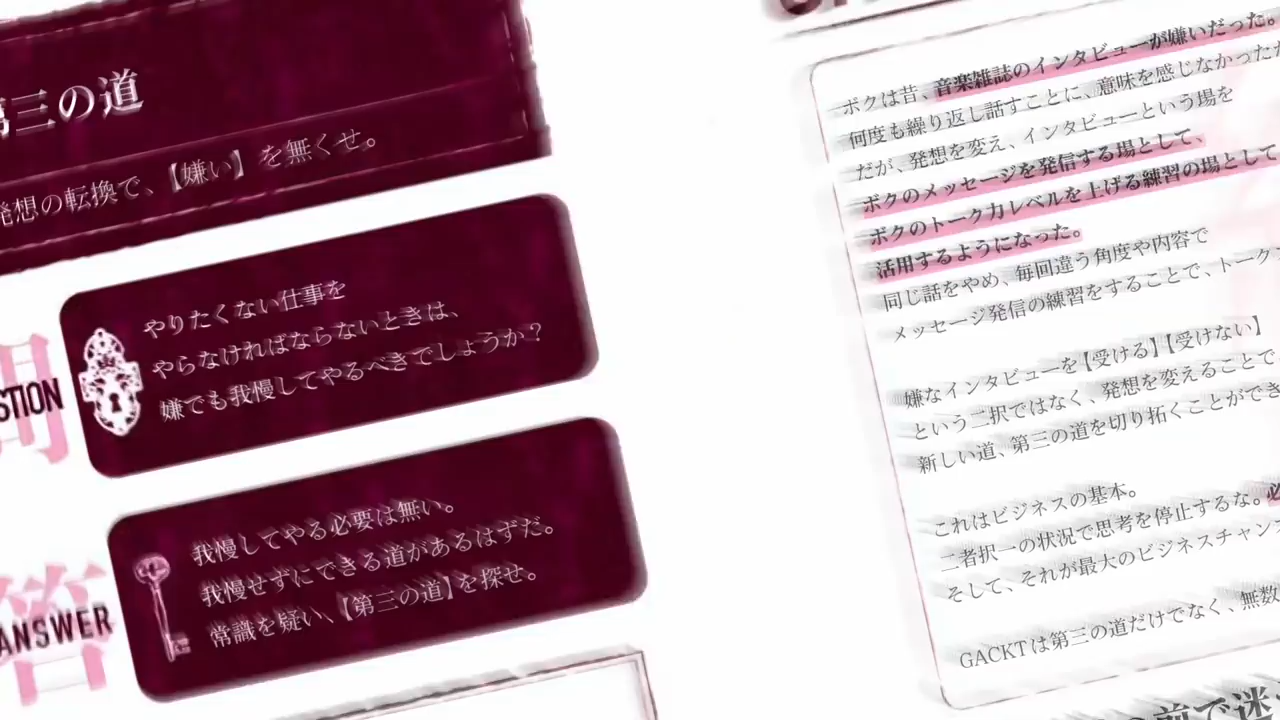 第三の道
発想の転換で、【嫌い】を無くせ。
やりたくない仕事を
やらなければならないときは、
嫌でも我慢してやるべきでしょうか?
ANSWER
我慢してやる必要は無い。
我慢せずにできる道があるはずだ。
常識を疑い、【第三の道】を探せ。
ボクは昔、音楽雑誌のインタビューが嫌いだった。
何度も繰り返し話すことに、意味を感じなかった
だが、発想を変え、インタビューという場を
ボクのメッセージを発信する場として、
ボクのトーク力レベルを上げる練習の場として
活用するようになった。
同じ話をやめ、毎回違う角度や内容で
メッセージ発信の練習をすることで、トーク
嫌なインタビューを【受ける】【受けない】
という二択ではなく、発想を変えることで
新しい道、第三の道を切り拓くことができ
これはビジネスの基本。
二者択一の状況で思考を停止するな。
そして、それが最大のビジネスチャン
GACKTは第三の道だけでなく、無数